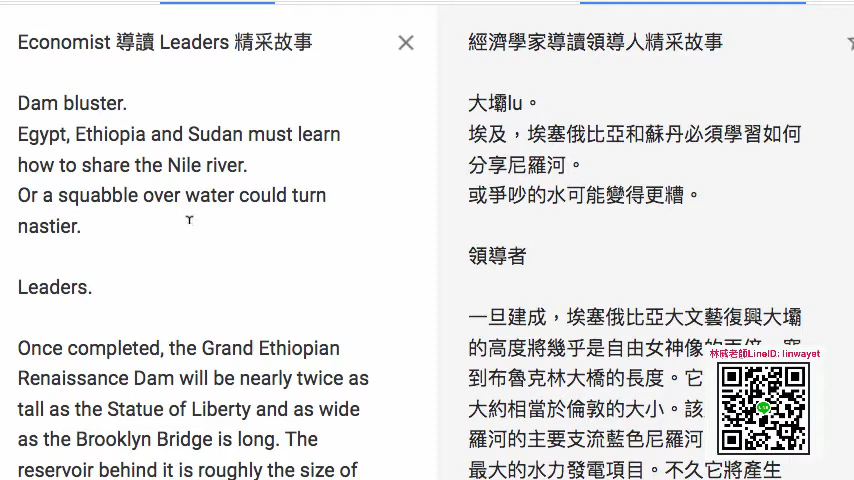 Economist 導讀 Leaders 精采故事
Dam bluster.
Egypt, Ethiopia and Sudan must learn
how to share the Nile river.
Or a squabble over water could turn
nastier.
Leaders.
Once completed, the Grand Ethiopian
Renaissance Dam will be nearly twice as
tall as the Statue of Liberty and as wide
as the Brooklyn Bridge is long. The
reservoir behind it is roughly the size of
經濟學家導讀領導人精采故事
大壩lu。
埃及，埃塞俄比亞和蘇丹必須學習如何
分享尼羅河。
或爭吵的水可能變得更糟。
領導者
一旦建成，埃塞俄比亞大文藝復興大壩
的高度將幾乎是自由女神像
到布魯克林大橋的長度。它
大約相當於倫敦的大小。該
羅河的主要支流藍色尼羅河
最大的水力發電項目。不久它將產生
林威老師LineID: linwayet